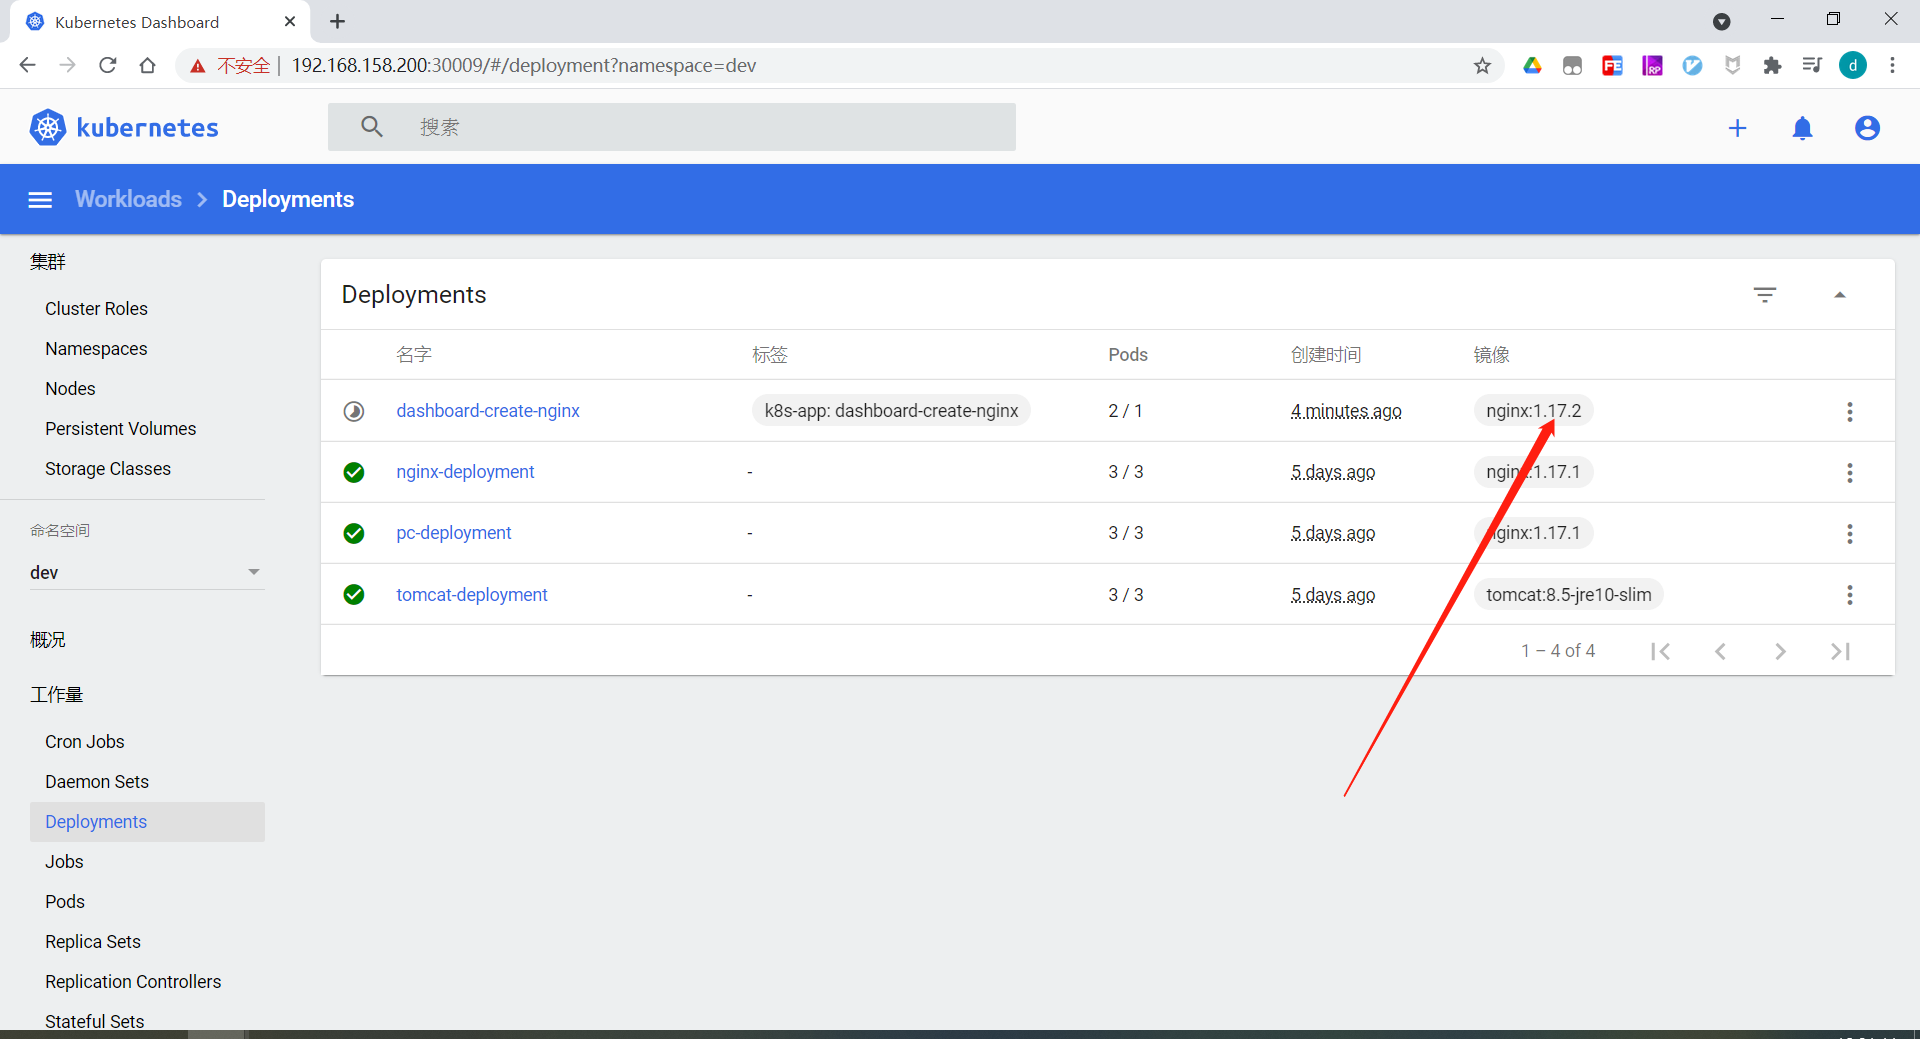 Kubernetes Dashboard
不安全 192.168.158.200:30009/#/deployment?namespace=dev
FE
RP
d
kubernetes
搜索
Workloads Deployments
集群
Cluster Roles
Namespaces
Nodes
Persistent Volumes
Storage Classes
命名空间
dev
概况
工作量
Cron Jobs
Daemon Sets
Deployments
Jobs
Pods
Replica Sets
Replication Controllers
Stateful Sets
Deployments
名字 标签 Pods 创建时间 镜像
dashboard-create-nginx k8s-app: dashboard-create-nginx 2 / 1 4 minutes ago nginx:1.17.2
nginx-deployment - 3 / 3 5 days ago nginx:1.17.1
pc-deployment - 3 / 3 5 days ago nginx:1.17.1
tomcat-deployment - 3 / 3 5 days ago tomcat:8.5-jre10-slim
1 – 4 of 4